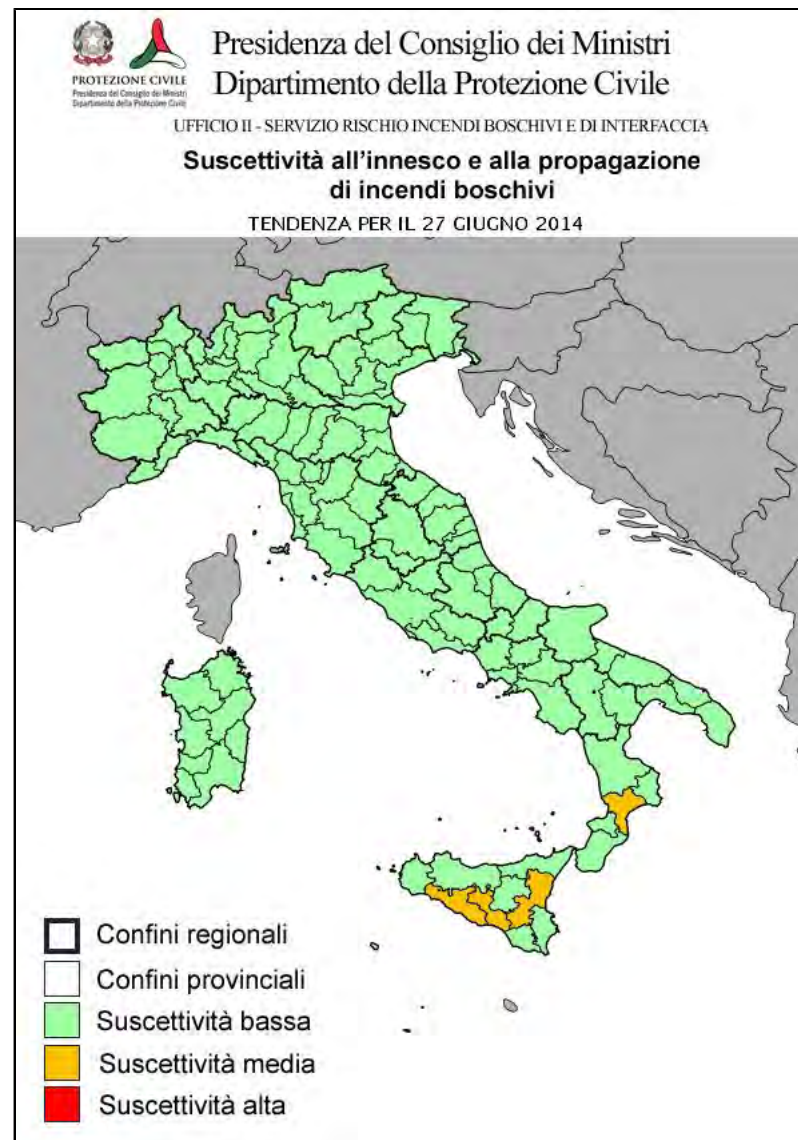 PROTEZIONE CIVILE
Presidenza del Consiglio dei Ministri
Dipartimento della Protezione Civile
Presidenza del Consiglio dei Ministri
Dipartimento della Protezione Civile
UFFICIO II - SERVIZIO RISCHIO INCENDI BOSCHIVI E DI INTERFACCIA
Suscettività all'innesco e alla propagazione
di incendi boschivi
TENDENZA PER IL 27 GIUGNO 2014
Confini regionali
Confini provinciali
Suscettività bassa
Suscettività media
Suscettività alta